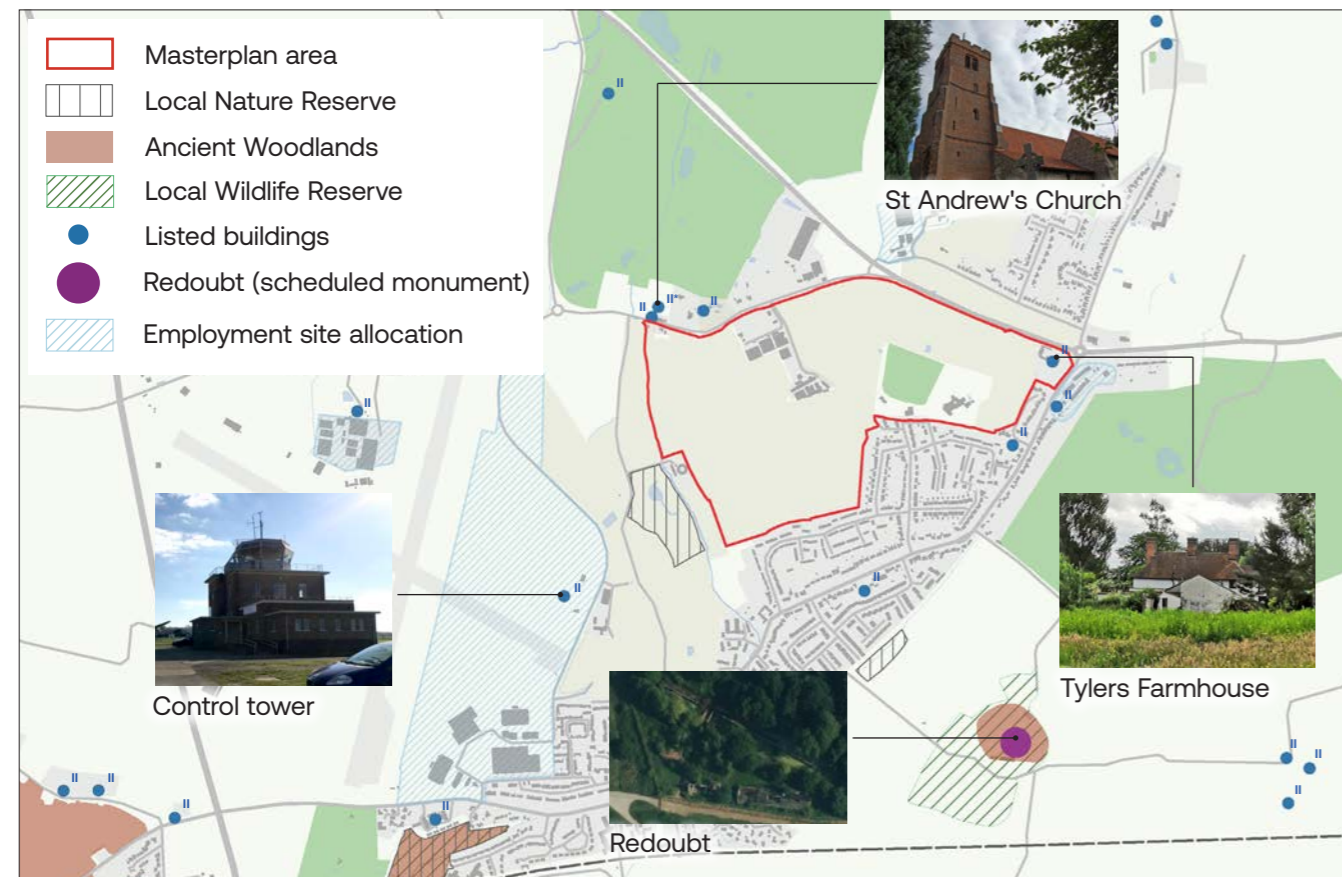 Masterplan area
Local Nature Reserve
Ancient Woodlands
Local Wildlife Reserve
Listed buildings
Redoubt (scheduled monument)
Employment site allocation
II
St Andrew's Church
II
II*
II
II
II
II
II
II
II
Control tower
Tylers Farmhouse
Redoubt
II
II
II
II
II
II
II